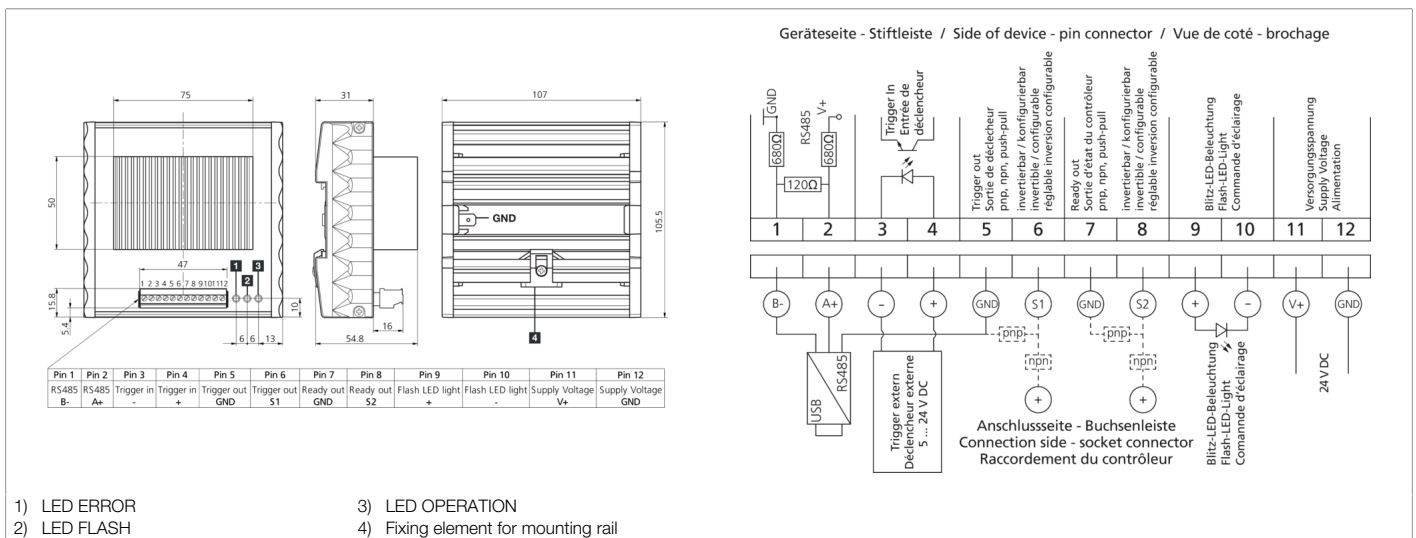 75
50
47
1 2 3 4 5 6 7 8 9101112
1
2
3
15.8
5.4
10
6 6 13
31
16
54.8
107
GND
105.5
4
Pin 1 Pin 2 Pin 3 Pin 4 Pin 5 Pin 6 Pin 7 Pin 8 Pin 9 Pin 10 Pin 11 Pin 12
RS485 RS485 Trigger in Trigger in Trigger out Trigger out Ready out Ready out Flash LED light Flash LED light Supply Voltage Supply Voltage
B- A+ - + GND S1 GND S2 + - V+ GND
Geräteseite - Stiftleiste / Side of device - pin connector / Vue de coté - brochage
GND
RS485
V+
680Ω
680Ω
120Ω
Trigger In
Entrée de
déclencheur
Trigger out
Sortie de déclecheur
pnp, npn, push-pull
invertierbar / konfigurierbar
invertible / configurable
réglable inversion configurable
Ready out
Sortie d'état du contrôleur
pnp, npn, push-pull
invertierbar / konfigurierbar
invertible / configurable
réglable inversion configurable
Blitz-LED-Beleuchtung
Flash-LED-Light
Commande d'éclairage
Versorgungsspannung
Supply Voltage
Alimentation
1 2 3 4 5 6 7 8 9 10 11 12
B- A+ - + GND S1 GND S2 + - V+ GND
pnp
pnp
npn
npn
+
+
USB
RS485
Trigger extern
Déclencheur externe
5 ... 24 V DC
Blitz-LED-Beleuchtung
Flash-LED-Light
Comannde d'éclairage
24 V DC
Anschlussseite - Buchsenleiste
Connection side - socket connector
Raccordement du contrôleur
1) LED ERROR
2) LED FLASH
3) LED OPERATION
4) Fixing element for mounting rail